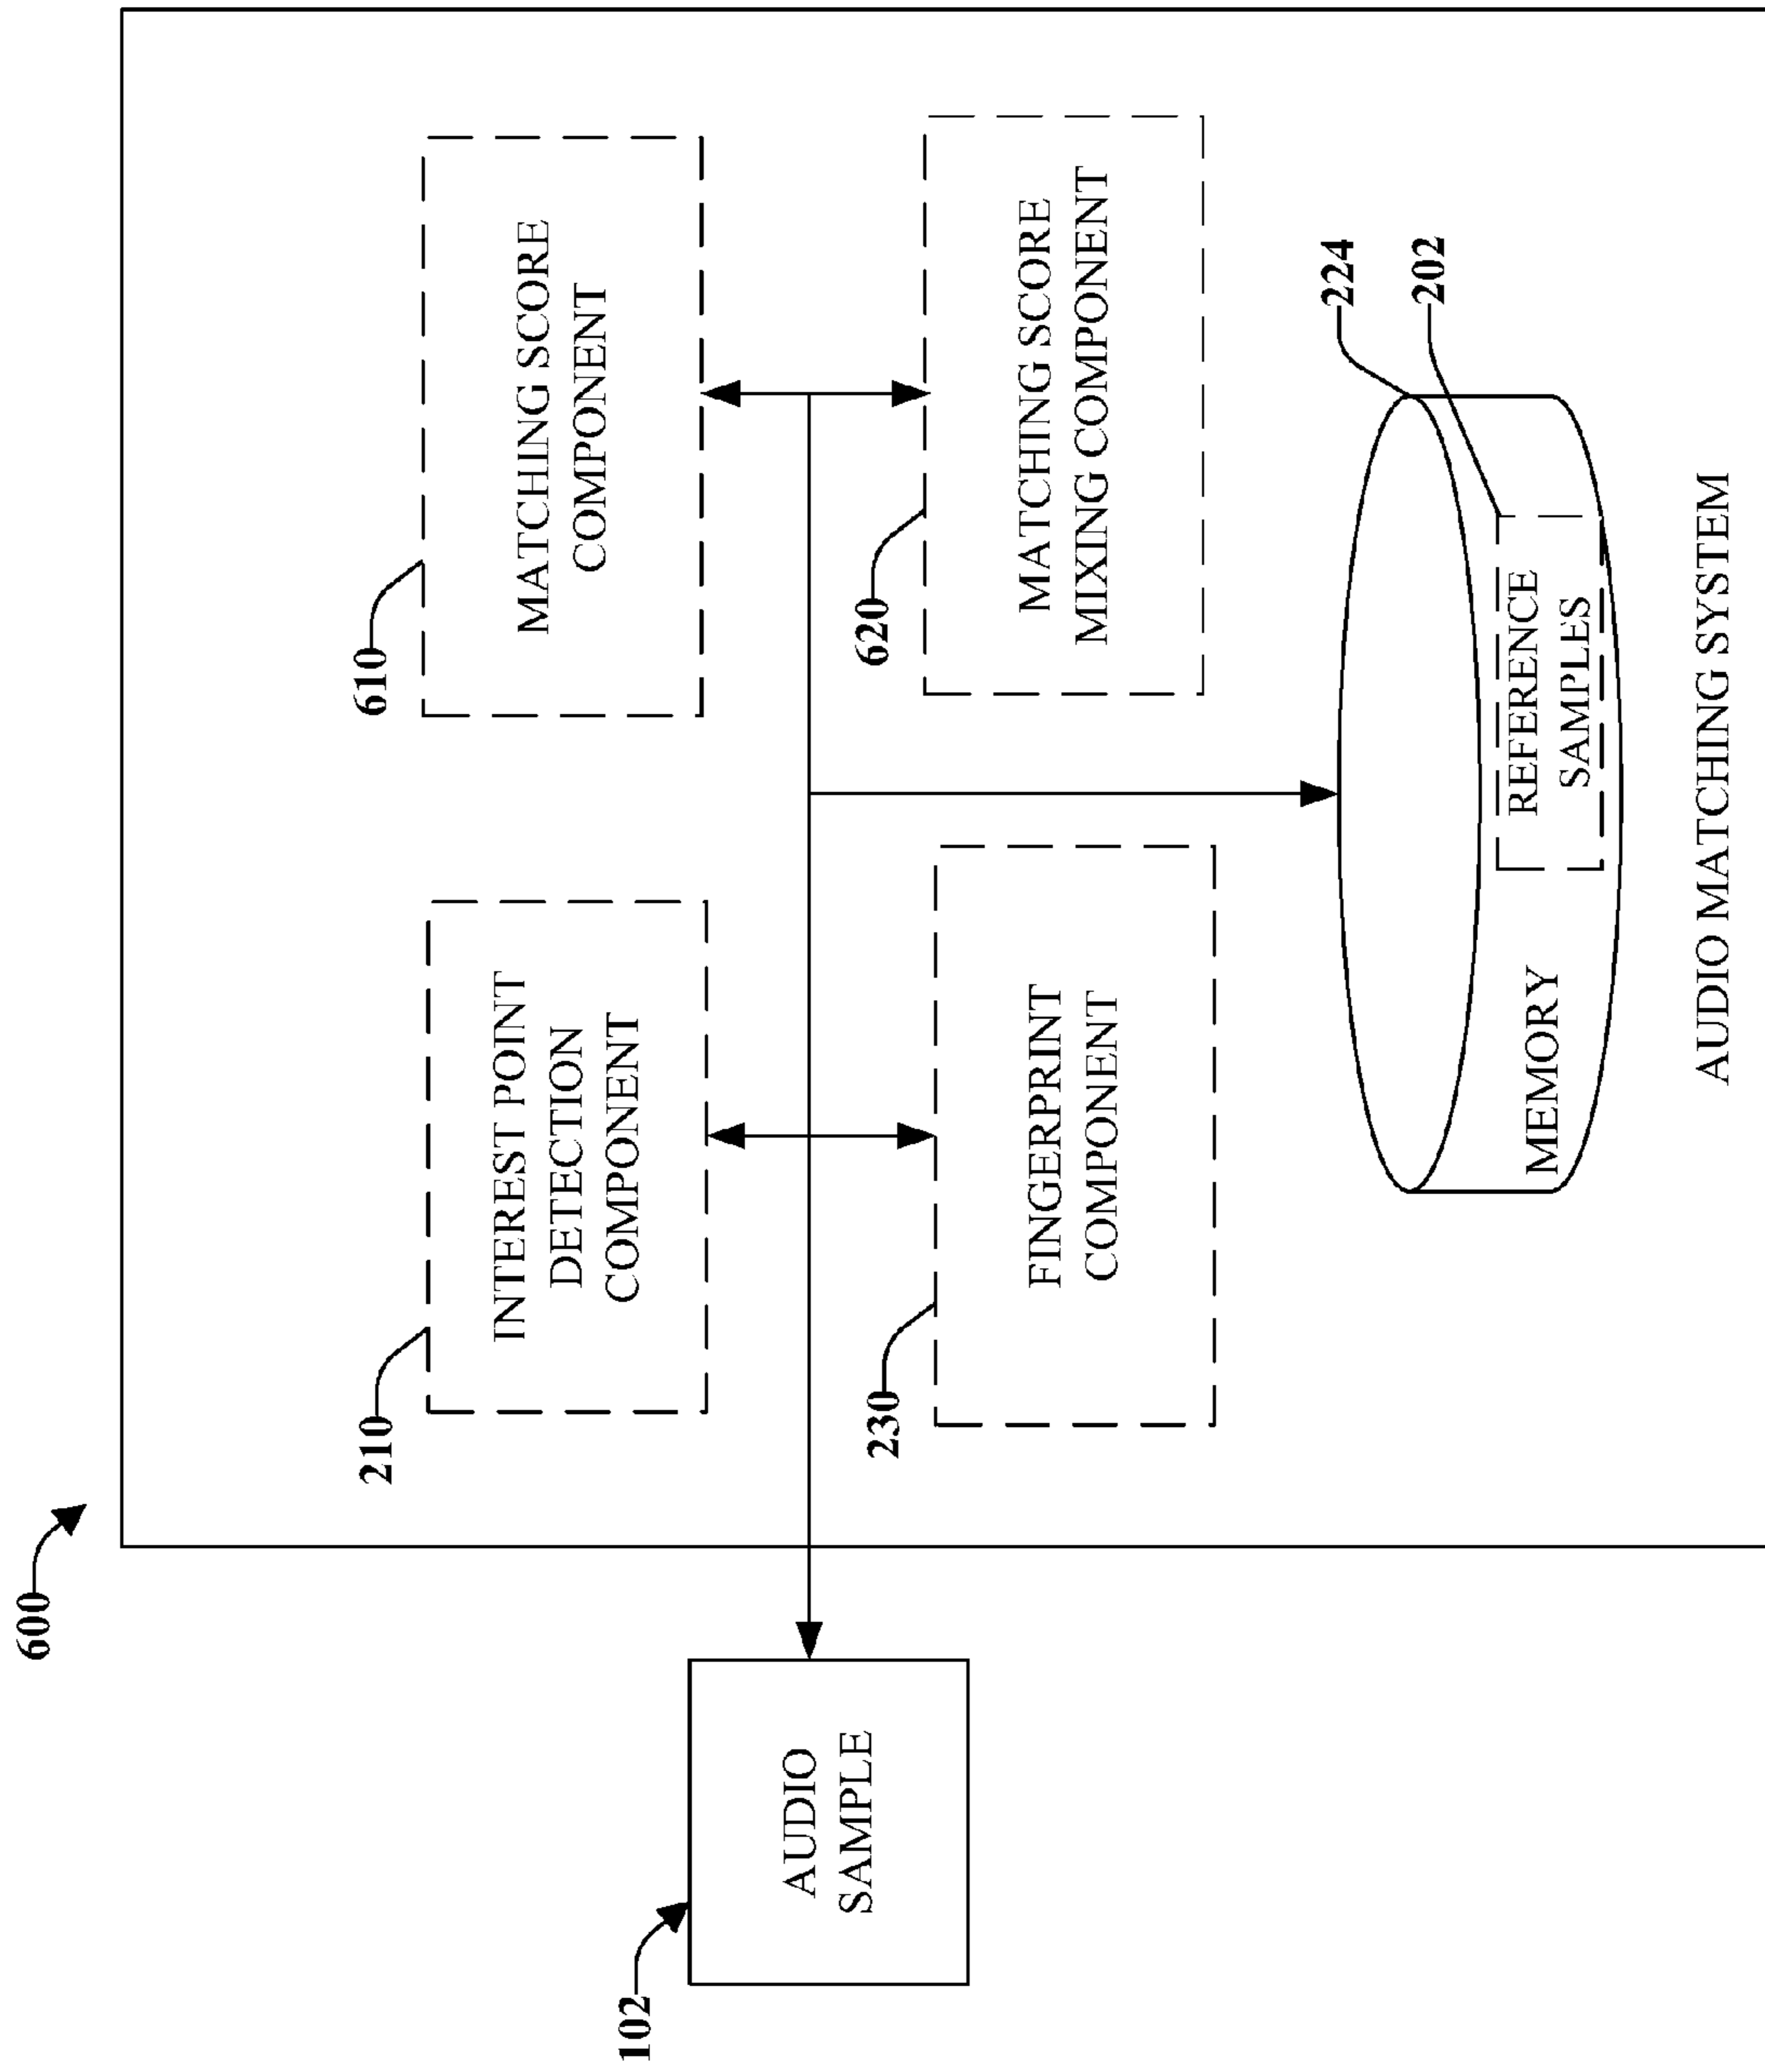 600
102
AUDIO
SAMPLE
210
INTEREST POINT
DETECTION
COMPONENT
610
MATCHING SCORE
COMPONENT
230
FINGERPRINT
COMPONENT
620
MATCHING SCORE
MIXING COMPONENT
224
202
MEMORY
REFERENCE
SAMPLES
AUDIO MATCHING SYSTEM